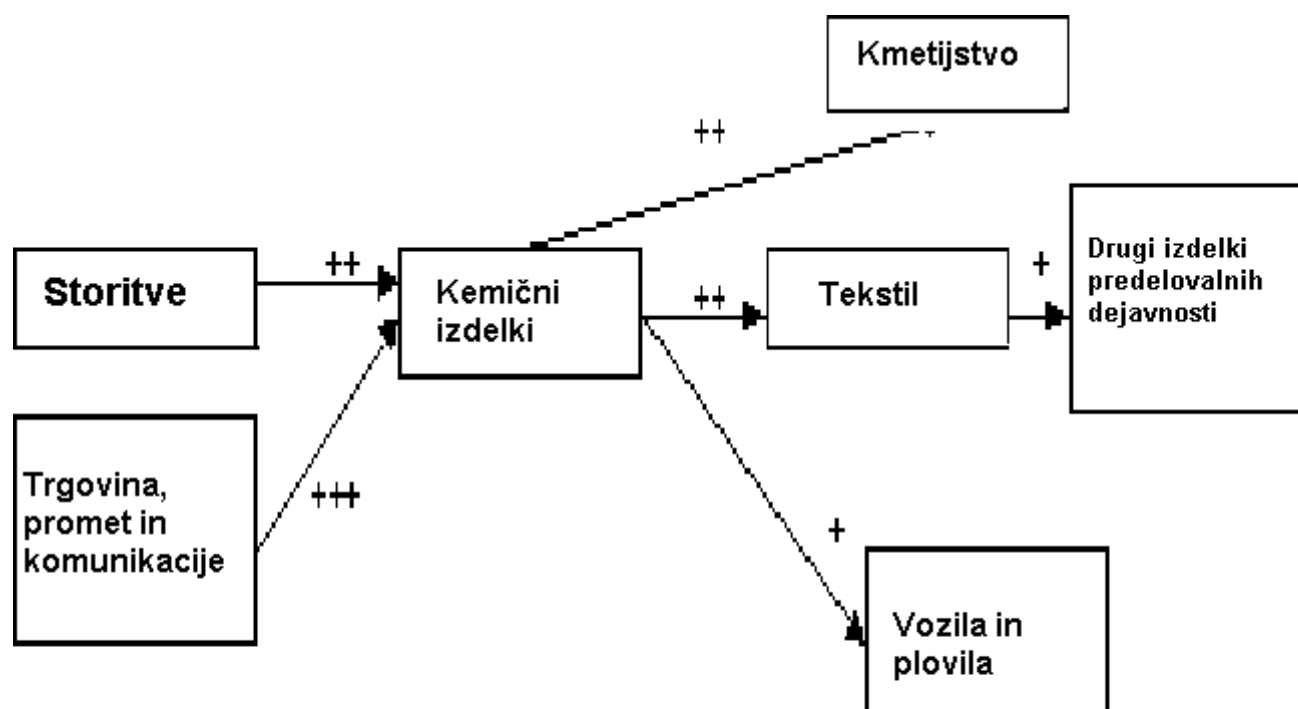 Kmetijstvo
++
Storitve
++
Kemični
izdelki
++
Tekstil
+
Drugi izdelki
predelovalnih
dejavnosti
Trgovina,
promet in
komunikacije
+++
+
Vozila in
plovila